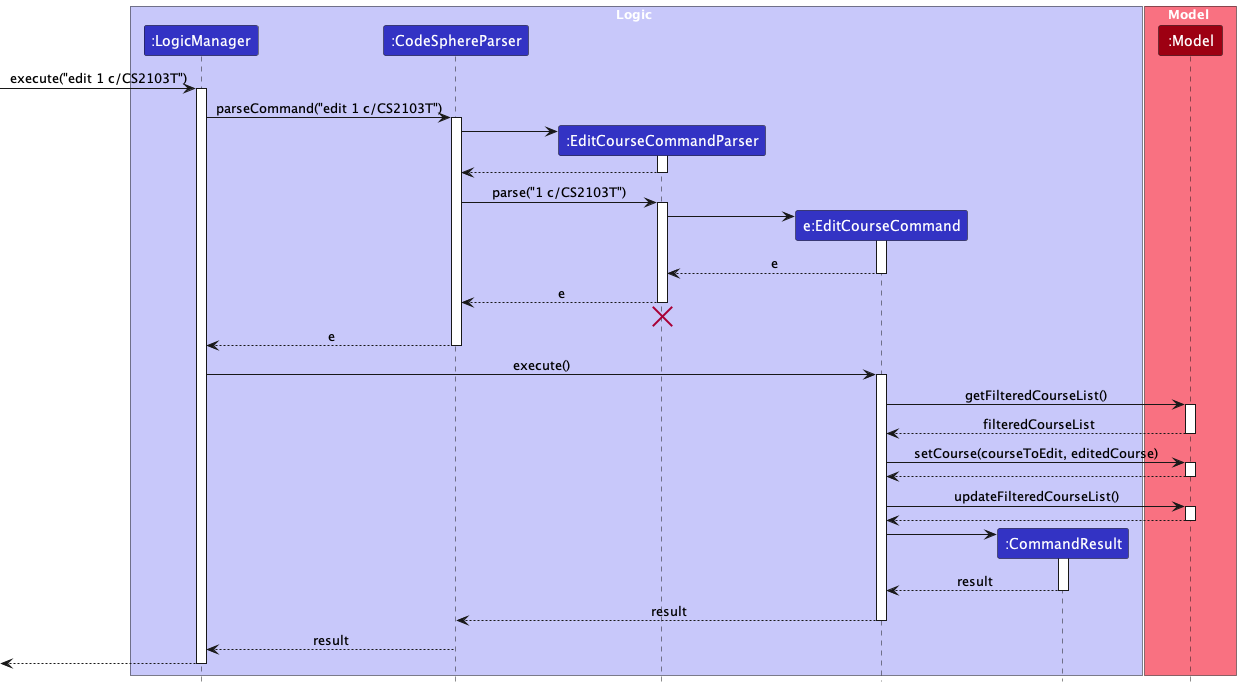 Logic
Model
:LogicManager
:CodeSphereParser
:Model
execute("edit 1 c/CS2103T")
parseCommand("edit 1 c/CS2103T")
:EditCourseCommandParser
parse("1 c/CS2103T")
e:EditCourseCommand
e
e
e
execute()
getFilteredCourseList()
filteredCourseList
setCourse(courseToEdit, editedCourse)
updateFilteredCourseList()
:CommandResult
result
result
result